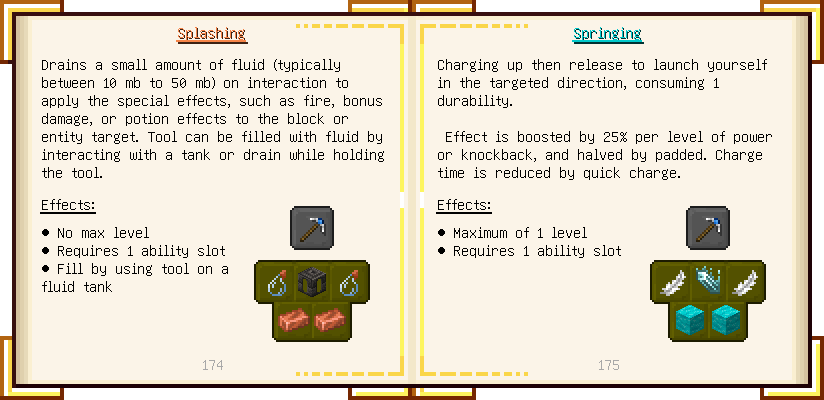 Splashing
Drains a small amount of fluid (typically
between 10 mb to 50 mb) on interaction to
apply the special effects, such as fire, bonus
damage, or potion effects to the block or
entity target. Tool can be filled with fluid by
interacting with a tank or drain while holding
the tool.
Effects:
• No max level
• Requires 1 ability slot
• Fill by using tool on a
fluid tank
174
Springing
Charging up then release to launch yourself
in the targeted direction, consuming 1
durability.
Effect is boosted by 25% per level of power
or knockback, and halved by padded. Charge
time is reduced by quick charge.
Effects:
• Maximum of 1 level
• Requires 1 ability slot
175